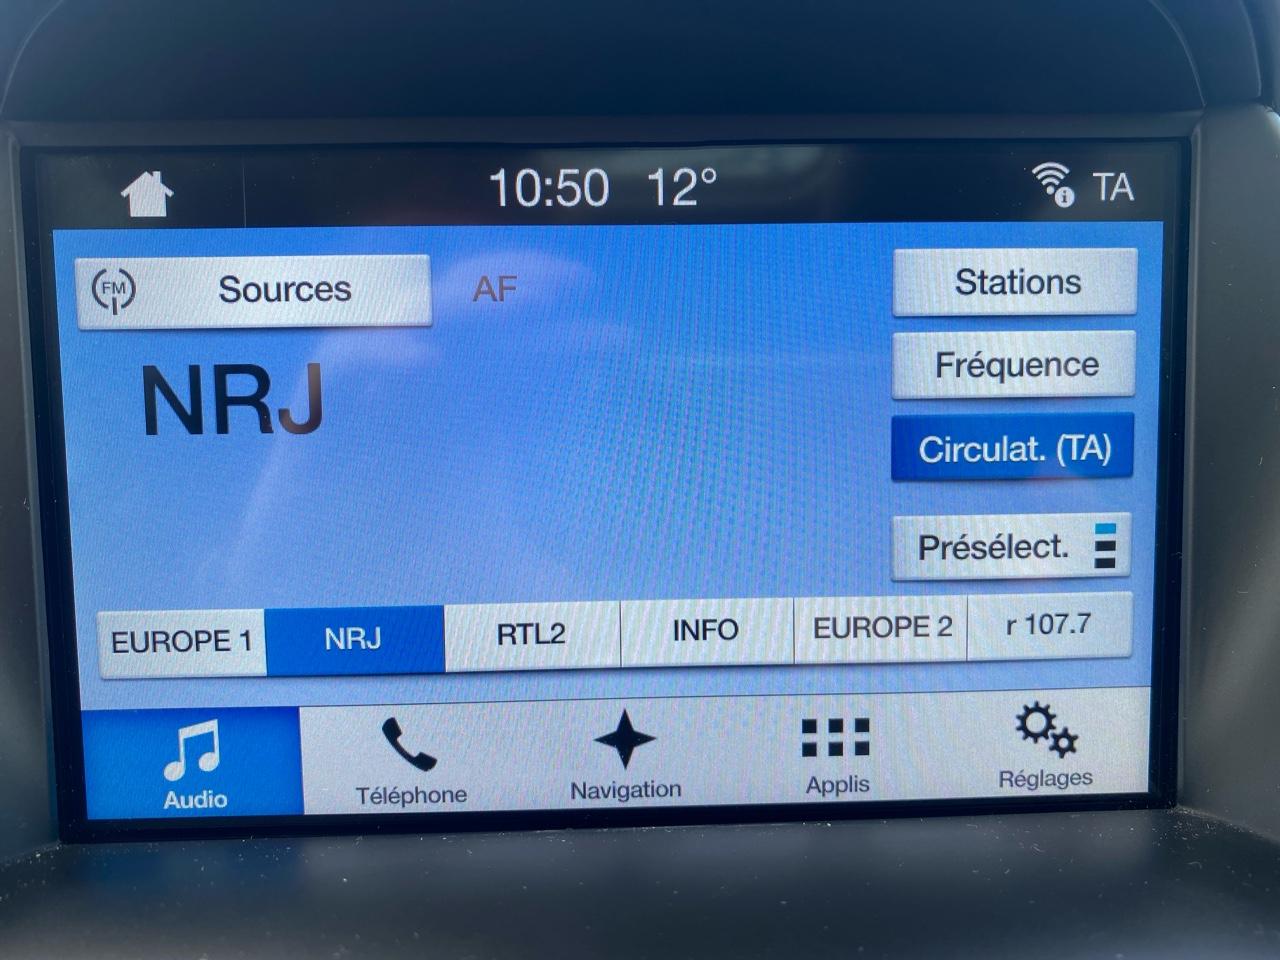 10:50 12° TA
FM Sources AF Stations
NRJ
Fréquence
Circulat. (TA)
Présélect.
EUROPE 1 NRJ RTL2 INFO EUROPE 2 r 107.7
Audio Téléphone Navigation Applis Réglages